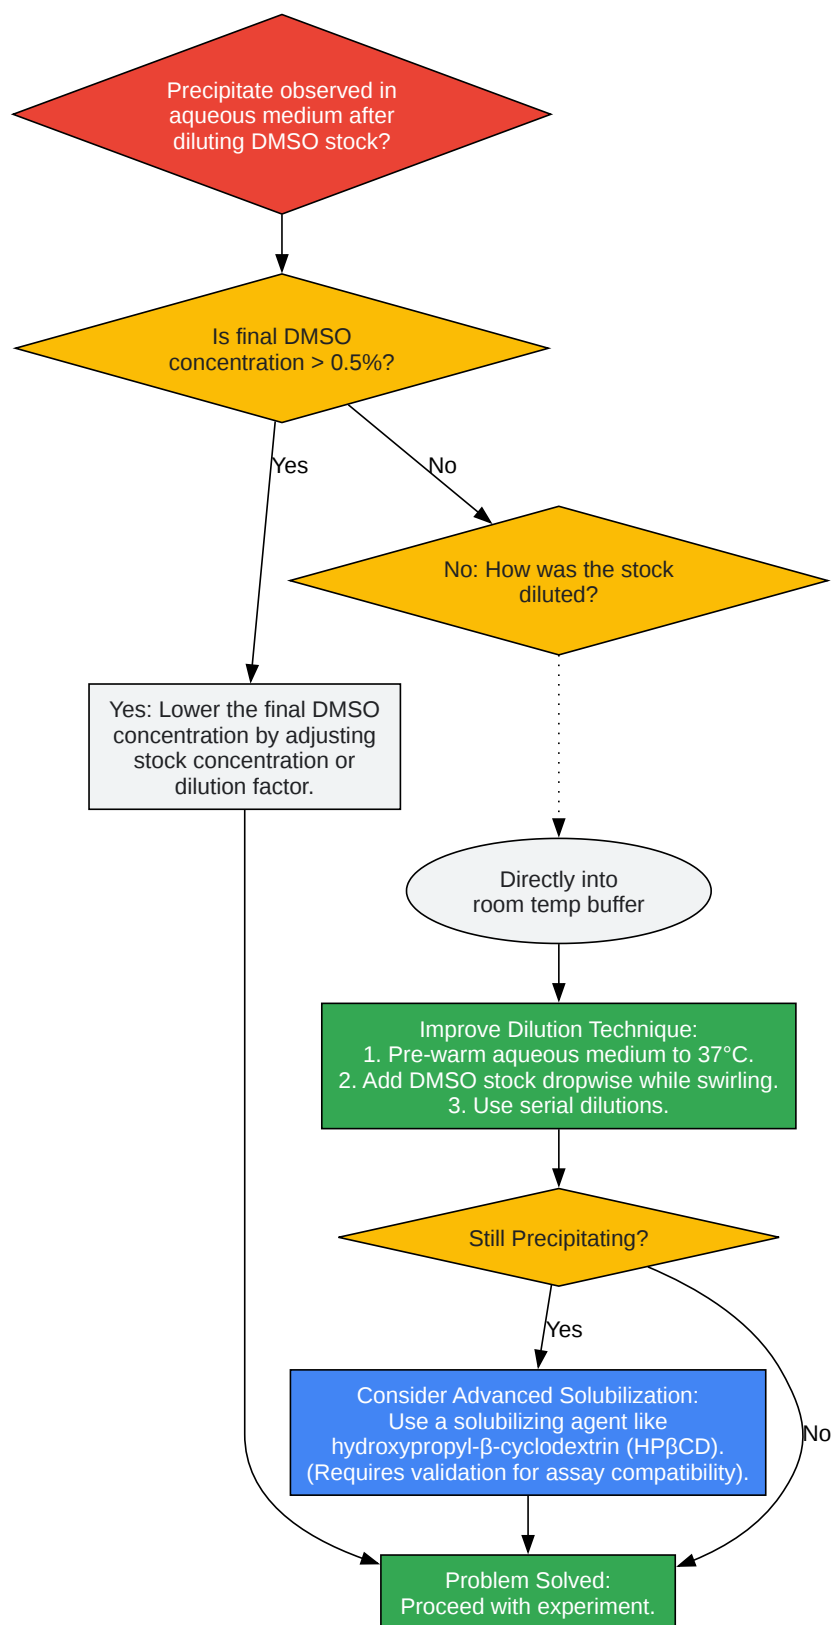 Precipitate observed in
aqueous medium after
diluting DMSO stock?
Is final DMSO
concentration > 0.5%?
Yes
No
No: How was the stock
diluted?
Yes: Lower the final DMSO
concentration by adjusting
stock concentration or
dilution factor.
Directly into
room temp buffer
Improve Dilution Technique:
1. Pre-warm aqueous medium to 37°C.
2. Add DMSO stock dropwise while swirling.
3. Use serial dilutions.
Still Precipitating?
Yes
Consider Advanced Solubilization:
Use a solubilizing agent like
hydroxypropyl-β-cyclodextrin (HPβCD).
(Requires validation for assay compatibility).
No
Problem Solved:
Proceed with experiment.